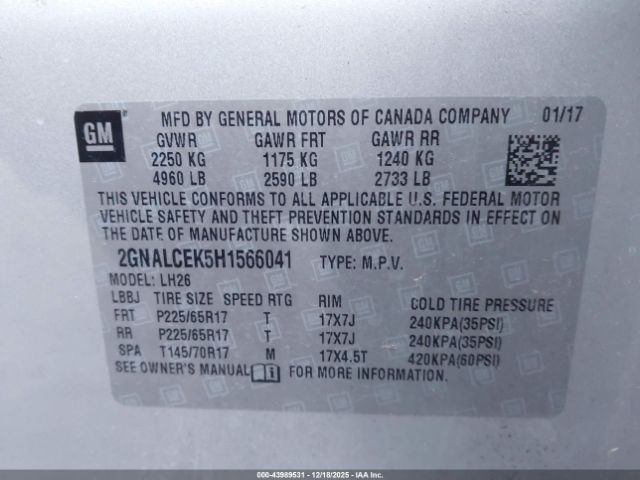 GM
MFD BY GENERAL MOTORS OF CANADA COMPANY 01/17
GVWR GAWR FRT GAWR RR
2250 KG 1175 KG 1240 KG
4960 LB 2590 LB 2733 LB
THIS VEHICLE CONFORMS TO ALL APPLICABLE U.S. FEDERAL MOTOR
VEHICLE SAFETY AND THEFT PREVENTION STANDARDS IN EFFECT ON
THE DATE OF MANUFACTURE SHOWN ABOVE.
2GNALCEK5H1566041 TYPE: M.P.V.
MODEL: LH26
LBBJ TIRE SIZE SPEED RTG RIM COLD TIRE PRESSURE
FRT P225/65R17 T 17X7J 240KPA(35PSI)
RR P225/65R17 T 17X7J 240KPA(35PSI)
SPA T145/70R17 M 17X4.5T 420KPA(60PSI)
SEE OWNER'S MANUAL FOR MORE INFORMATION.
000-43989531 - 12/18/2025 - IAAI.CA